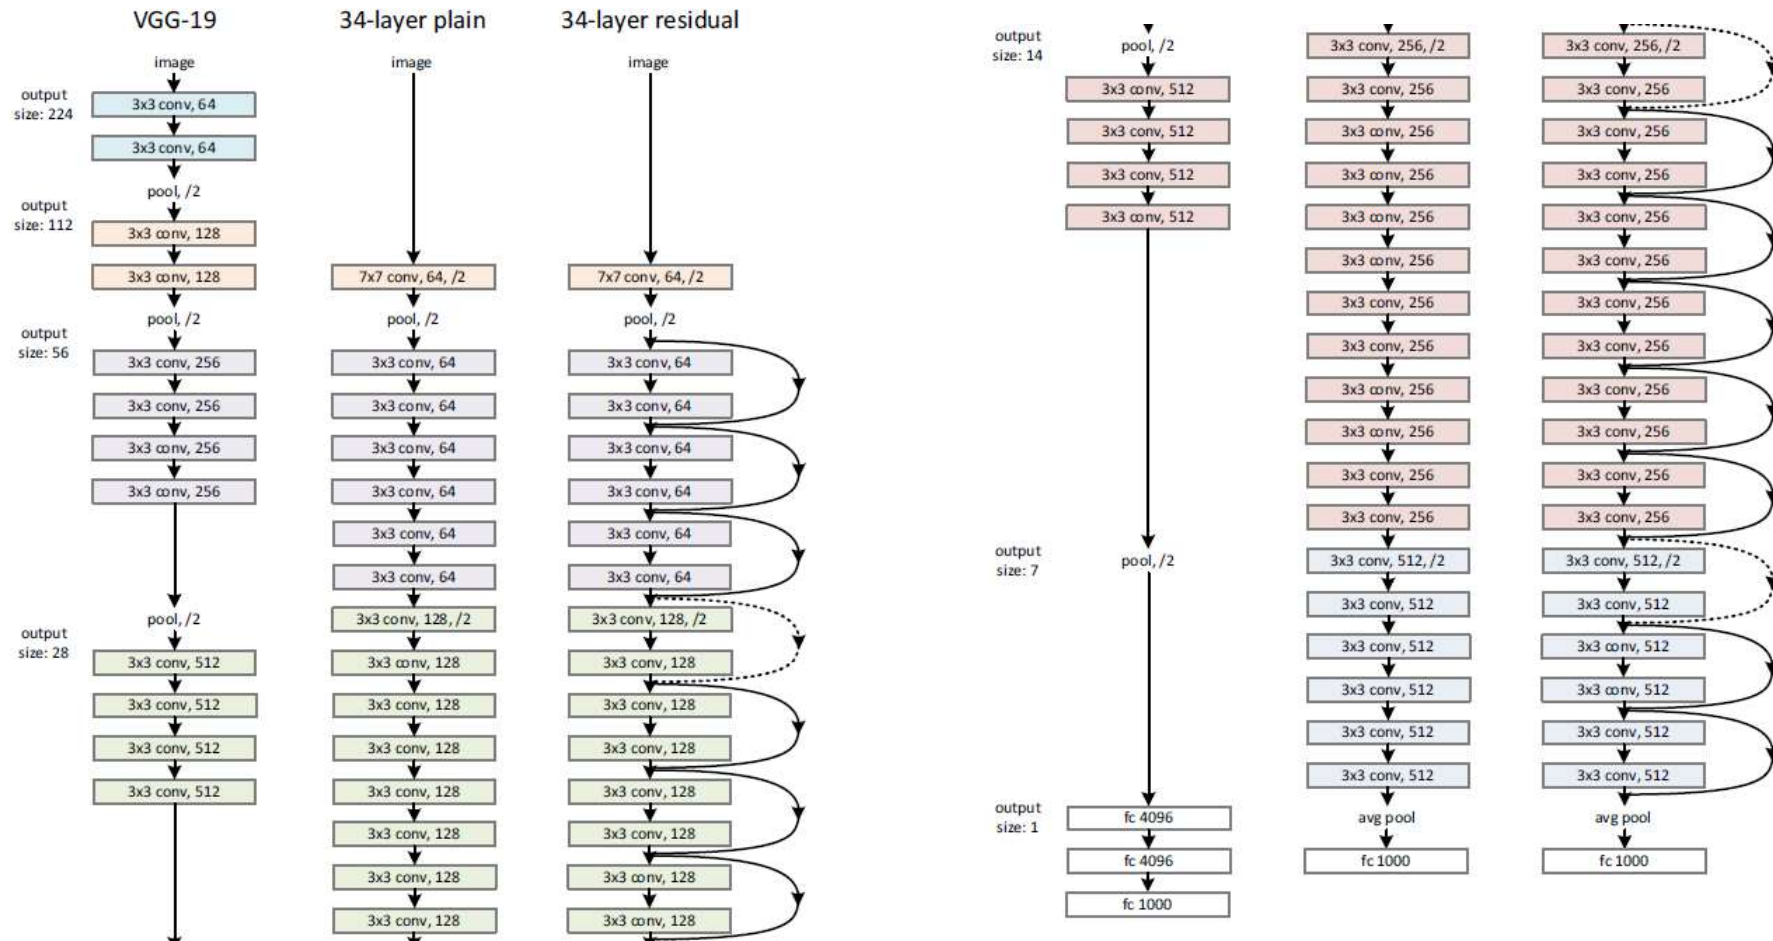 VGG-19
image
output
size: 224
3x3 conv, 64
3x3 conv, 64
pool, /2
output
size: 112
3x3 conv, 128
3x3 conv, 128
pool, /2
output
size: 56
3x3 conv, 256
3x3 conv, 256
3x3 conv, 256
3x3 conv, 256
pool, /2
output
size: 28
3x3 conv, 512
3x3 conv, 512
3x3 conv, 512
3x3 conv, 512
34-layer plain
image
7x7 conv, 64, /2
pool, /2
3x3 conv, 64
3x3 conv, 64
3x3 conv, 64
3x3 conv, 64
3x3 conv, 64
3x3 conv, 64
3x3 conv, 128, /2
3x3 conv, 128
3x3 conv, 128
3x3 conv, 128
3x3 conv, 128
3x3 conv, 128
3x3 conv, 128
3x3 conv, 128
34-layer residual
image
7x7 conv, 64, /2
pool, /2
3x3 conv, 64
3x3 conv, 64
3x3 conv, 64
3x3 conv, 64
3x3 conv, 64
3x3 conv, 64
3x3 conv, 128, /2
3x3 conv, 128
3x3 conv, 128
3x3 conv, 128
3x3 conv, 128
3x3 conv, 128
3x3 conv, 128
3x3 conv, 128
output
size: 14
pool, /2
3x3 conv, 512
3x3 conv, 512
3x3 conv, 512
3x3 conv, 512
output
size: 7
pool, /2
output
size: 1
fc 4096
fc 4096
fc 1000
3x3 conv, 256, /2
3x3 conv, 256
3x3 conv, 256
3x3 conv, 256
3x3 conv, 256
3x3 conv, 256
3x3 conv, 256
3x3 conv, 256
3x3 conv, 256
3x3 conv, 256
3x3 conv, 256
3x3 conv, 256
3x3 conv, 512, /2
3x3 conv, 512
3x3 conv, 512
3x3 conv, 512
3x3 conv, 512
3x3 conv, 512
avg pool
fc 1000
3x3 conv, 256, /2
3x3 conv, 256
3x3 conv, 256
3x3 conv, 256
3x3 conv, 256
3x3 conv, 256
3x3 conv, 256
3x3 conv, 256
3x3 conv, 256
3x3 conv, 256
3x3 conv, 256
3x3 conv, 256
3x3 conv, 512, /2
3x3 conv, 512
3x3 conv, 512
3x3 conv, 512
3x3 conv, 512
3x3 conv, 512
avg pool
fc 1000